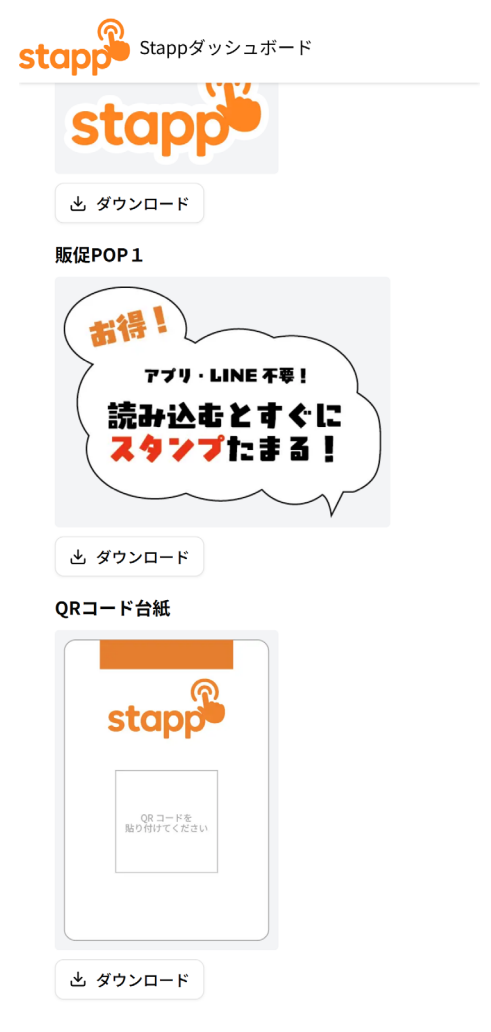 stapp Stappダッシュボード
stapp
ダウンロード
販促POP１
お得！
アプリ・LINE 不要！
読み込むとすぐに
スタンプたまる！
ダウンロード
QRコード台紙
stapp
QR コードを
貼り付けてください
ダウンロード